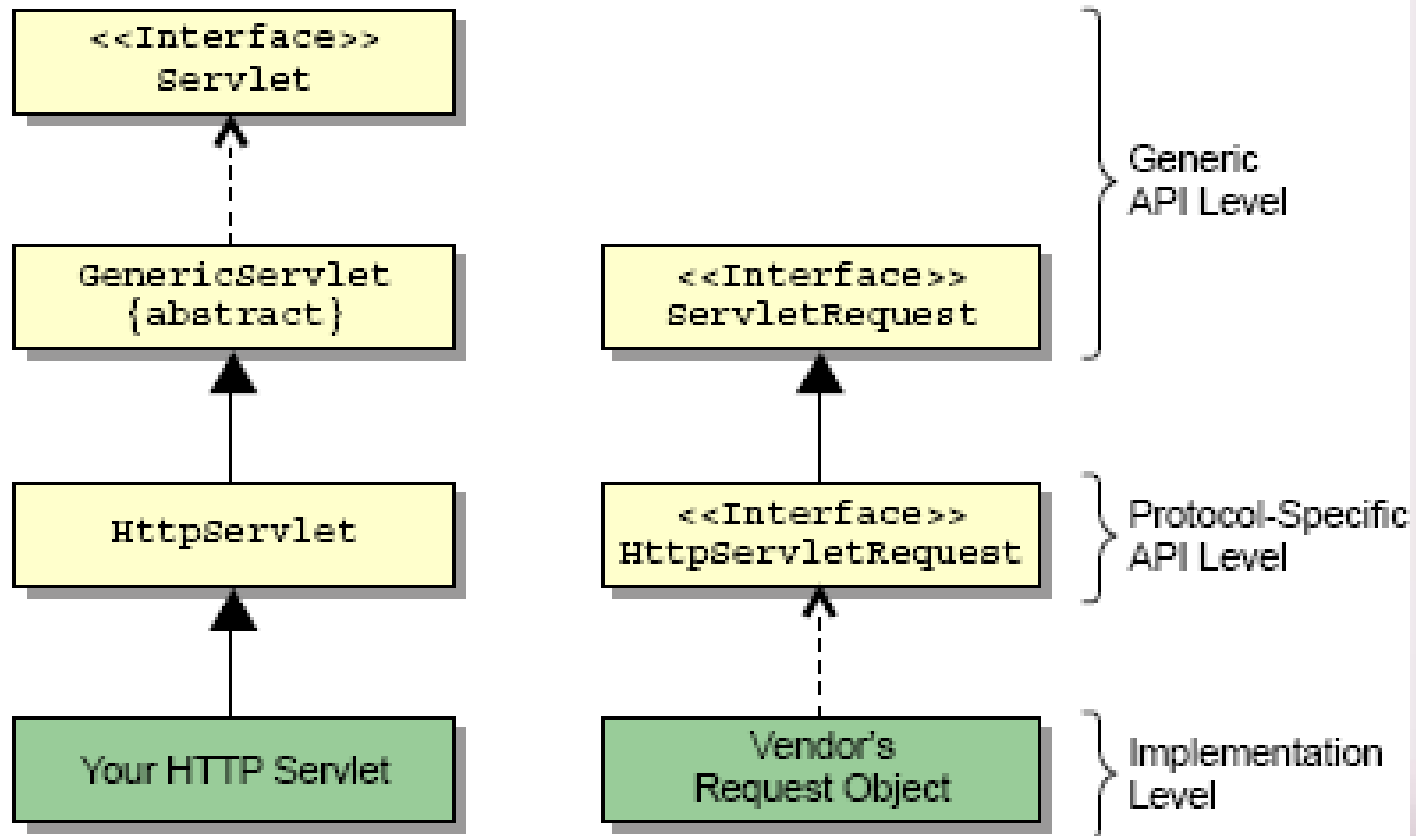 <<Interface>>
Servlet
GenericServlet
{abstract}
HttpServlet
Your HTTP Servlet
<<Interface>>
ServletRequest
<<Interface>>
HttpServletRequest
Vendor's
Request Object
Generic
API Level
Protocol-Specific
API Level
Implementation
Level